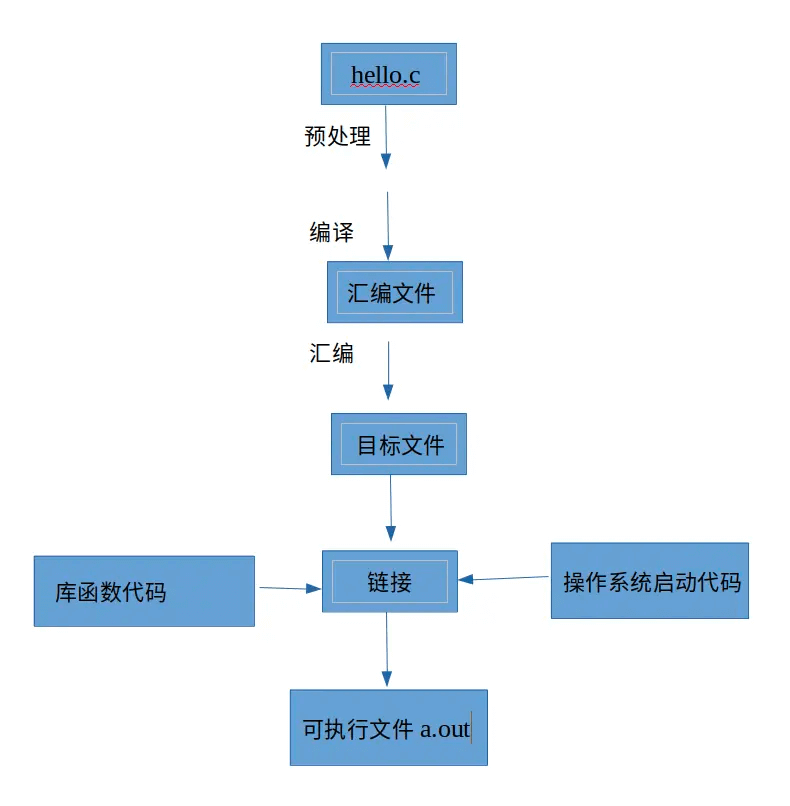 hello.c
预处理
编译
汇编文件
汇编
目标文件
库函数代码
链接
操作系统启动代码
可执行文件 a.out